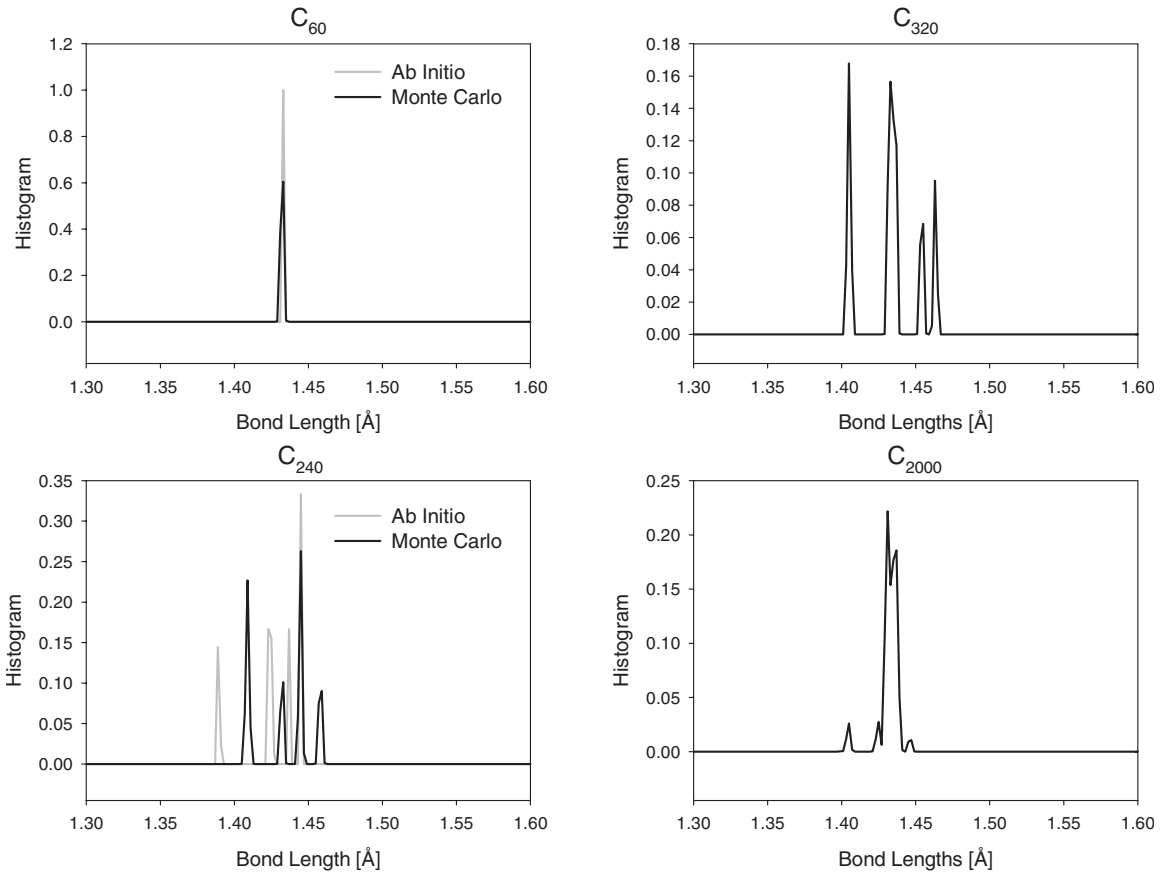 C60
1.2
1.0
0.8
0.6
0.4
0.2
0.0
Histogram
Ab Initio
Monte Carlo
1.30 1.35 1.40 1.45 1.50 1.55 1.60
Bond Length [Å]
C320
0.18
0.16
0.14
0.12
0.10
0.08
0.06
0.04
0.02
0.00
Histogram
1.30 1.35 1.40 1.45 1.50 1.55 1.60
Bond Lengths [Å]
C240
0.35
0.30
0.25
0.20
0.15
0.10
0.05
0.00
Histogram
Ab Initio
Monte Carlo
1.30 1.35 1.40 1.45 1.50 1.55 1.60
Bond Length [Å]
C2000
0.25
0.20
0.15
0.10
0.05
0.00
Histogram
1.30 1.35 1.40 1.45 1.50 1.55 1.60
Bond Lengths [Å]